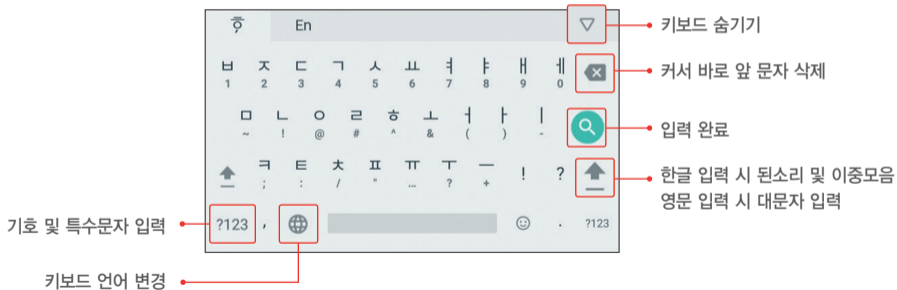 ㅎ En
키보드 숨기기
ㅂ ㅈ ㄷ ㄱ ㅅ ㅛ ㅕ ㅑ ㅐ ㅔ
1 2 3 4 5 6 7 8 9 0
커서 바로 앞 문자 삭제
ㅁ ㄴ ㅇ ㄹ ㅎ ㅗ ㅓ ㅏ ㅣ
~ ! @ # ^ & ( ) -
입력 완료
ㅋ ㅌ ㅊ ㅍ ㅠ ㅜ ㅡ ! ?
; : / " ... ? +
한글 입력 시 된소리 및 이중모음
영문 입력 시 대문자 입력
기호 및 특수문자 입력
?123 , . ?123
키보드 언어 변경